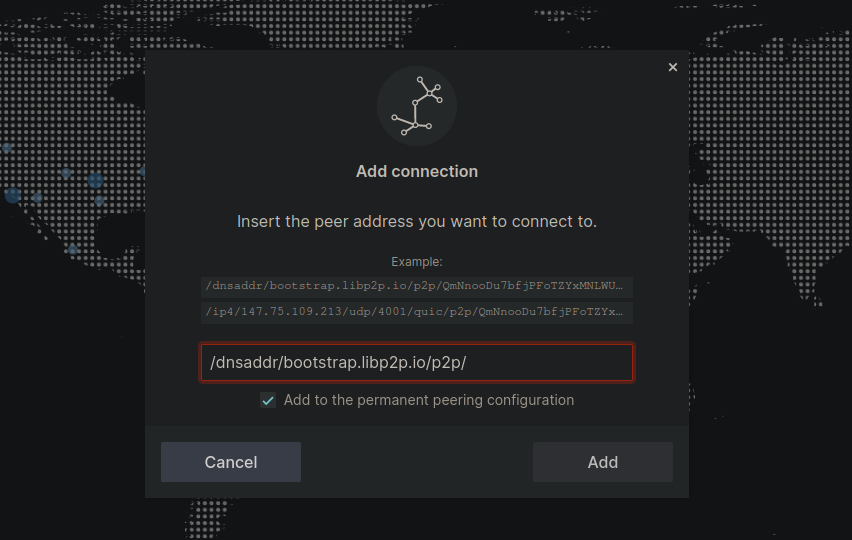 Add connection
Insert the peer address you want to connect to.
Example:
/dnsaddr/bootstrap.libp2p.io/p2p/QmNnooDu7bfjPFoTZYxMNLWU…
/ip4/147.75.109.213/udp/4001/quic/p2p/QmNnooDu7bfjPFoTZYx…
/dnsaddr/bootstrap.libp2p.io/p2p/
Add to the permanent peering configuration
Cancel
Add